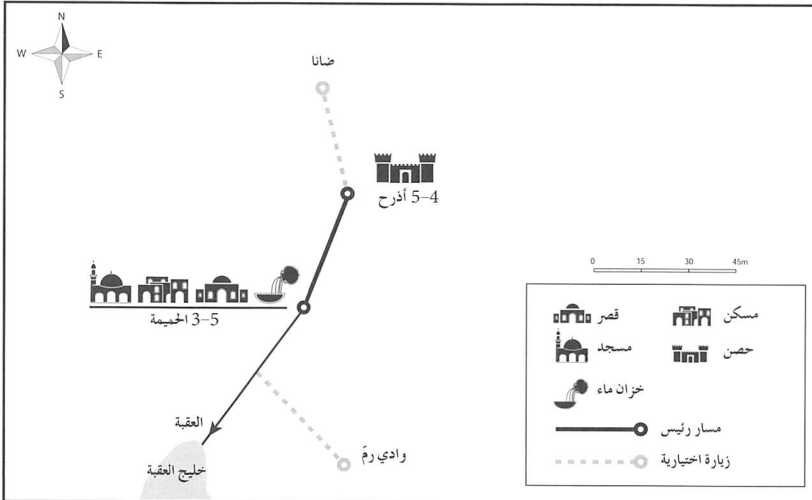 N
W E
S
ضانا
5–4 أذرح
5–3 الحميمة
العقبة
خليج العقبة
وادي رمّ
0 15 30 45m
قصر
مسكن
مسجد
حصن
خزان ماء
مسار رئيس
زيارة اختيارية